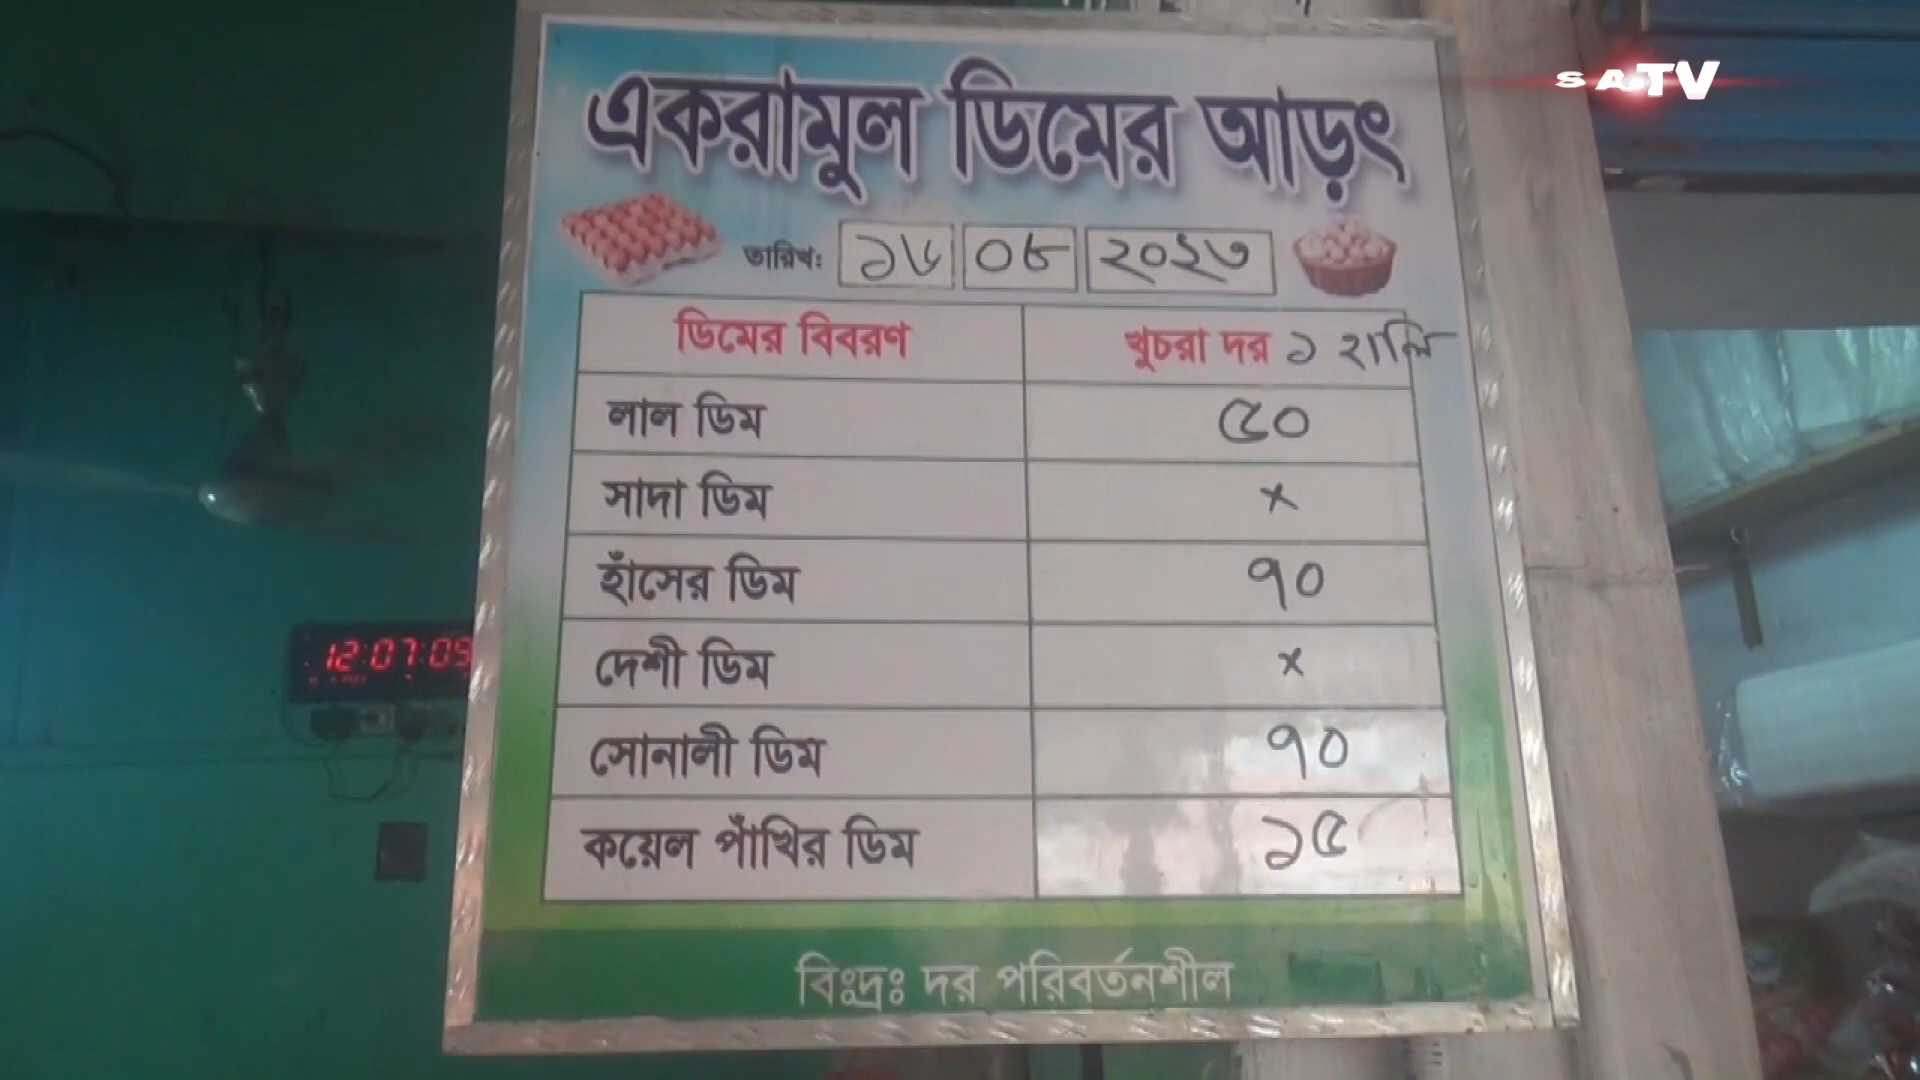 SATV
একরামুল ডিমের আড়ৎ
তারিখঃ ১৬ ০৮ ২০২৩
ডিমের বিবরণ খুচরা দর ১ হালি
লাল ডিম ৫০
সাদা ডিম x
হাঁসের ডিম ৭০
দেশী ডিম x
সোনালী ডিম ৭০
কয়েল পাঁখির ডিম ১৫
12:07:09
বিঃদ্রঃ দর পরিবর্তনশীল